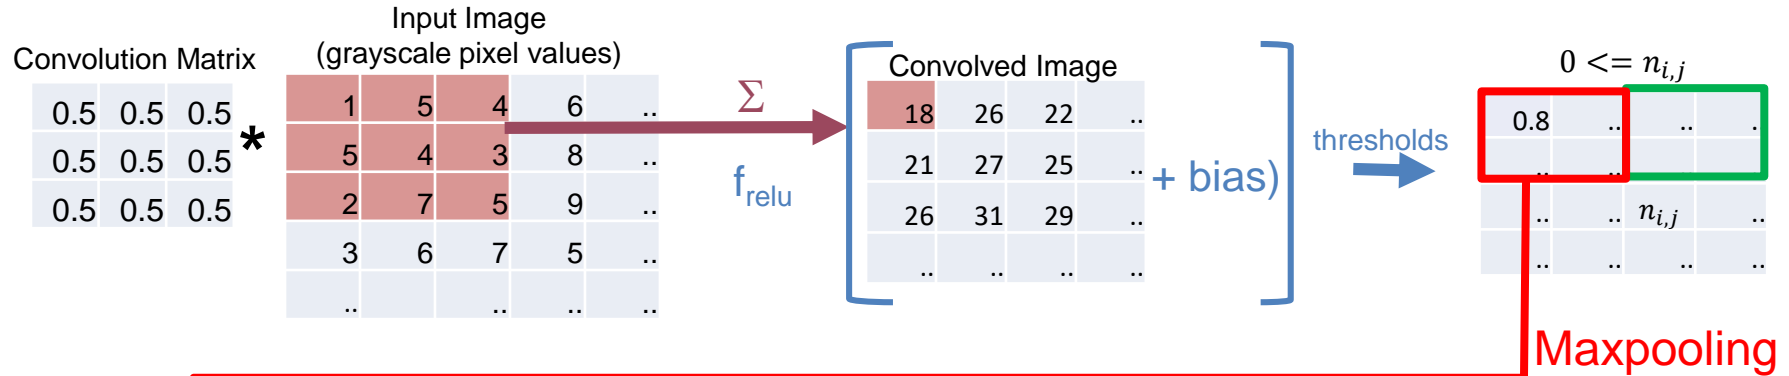 Convolution Matrix
0.5 0.5 0.5
0.5 0.5 0.5
0.5 0.5 0.5
*
Input Image
(grayscale pixel values)
1 5 4 6 ..
5 4 3 8 ..
2 7 5 9 ..
3 6 7 5 ..
.. .. .. ..
Σ
f_relu
Convolved Image
18 26 22 ..
21 27 25 ..
26 31 29 ..
.. .. .. ..
+ bias)
thresholds
0 <= n_{i,j}
0.8 .. .. ..
.. .. .. ..
.. .. n_{i,j} ..
.. .. .. ..
Maxpooling